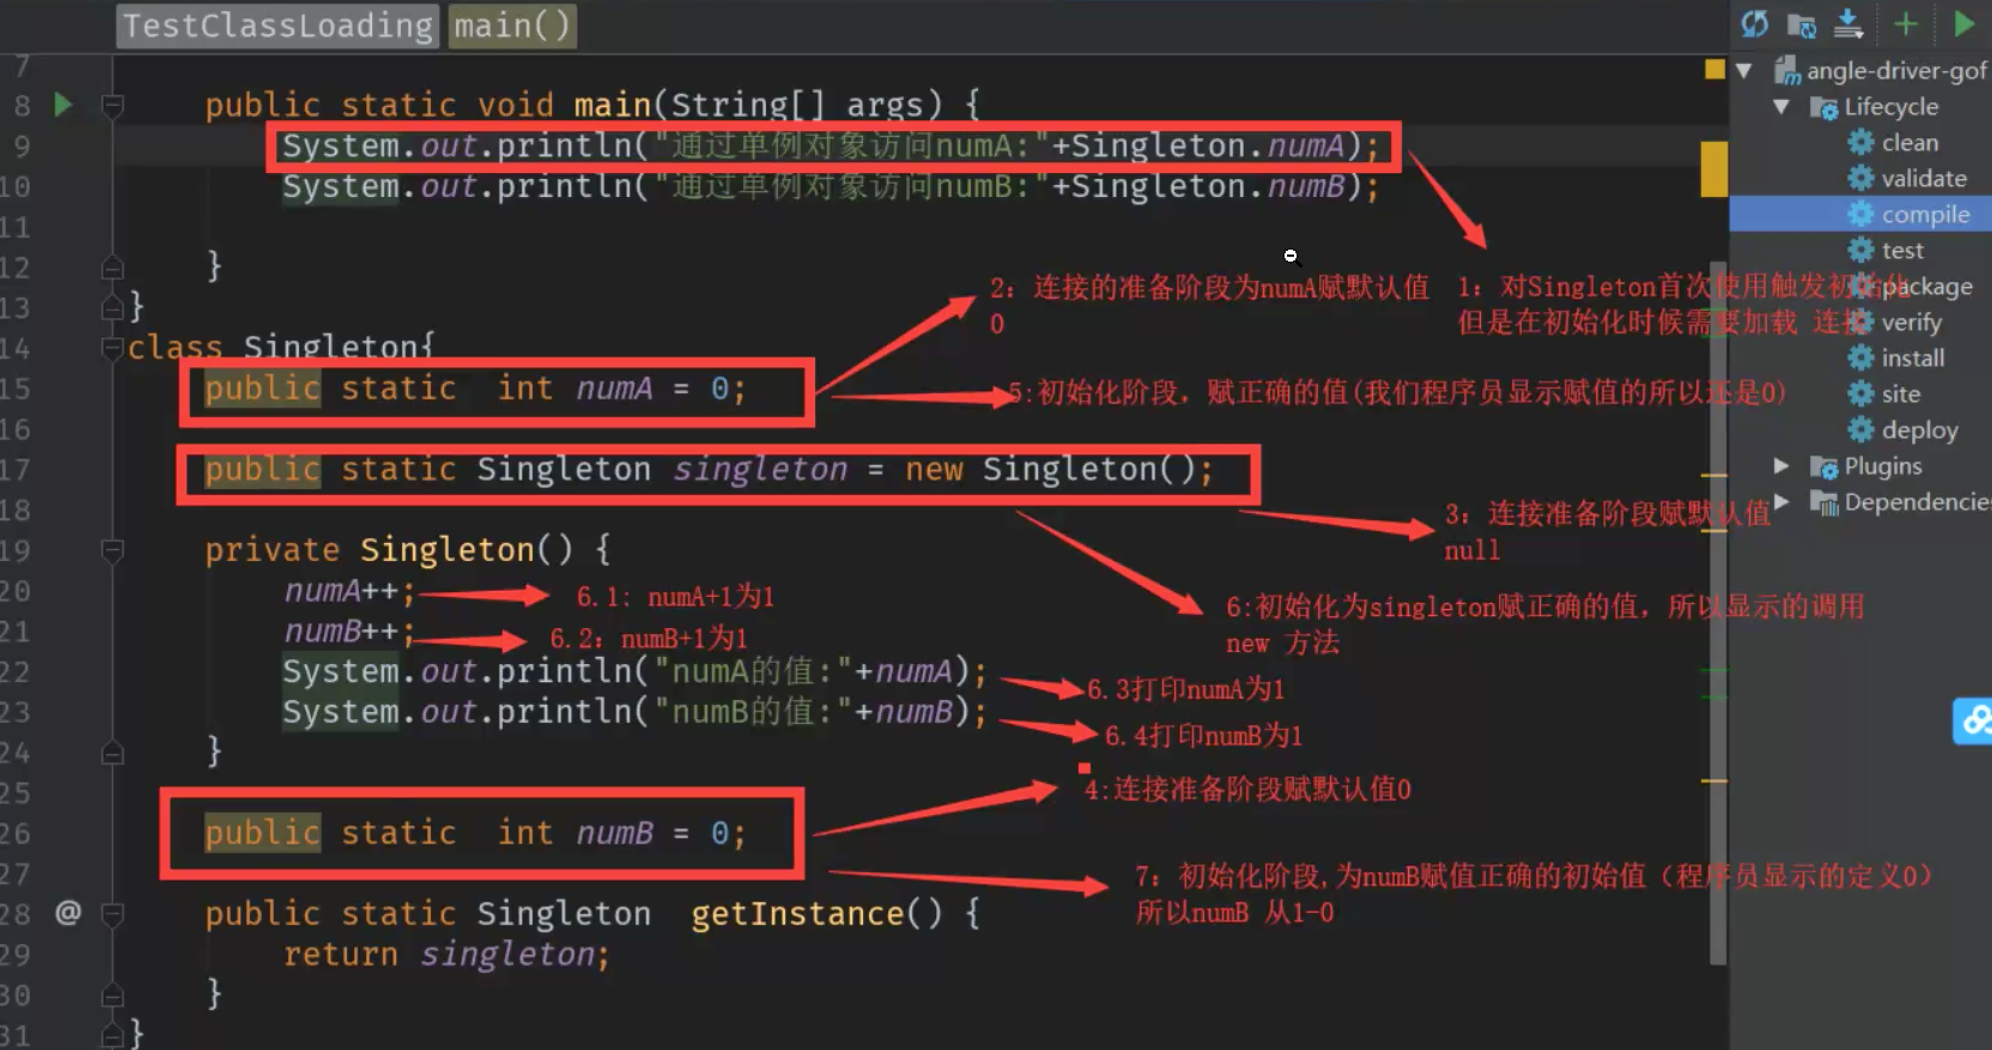 TestClassLoading main()
7
8 public static void main(String[] args) {
9 System.out.println("通过单例对象访问numA:"+Singleton.numA);
10 System.out.println("通过单例对象访问numB:"+Singleton.numB);
11
12 }
13 }
14 class Singleton{
15 public static int numA = 0;
16
17 public static Singleton singleton = new Singleton();
18
19 private Singleton() {
20 numA++;
21 numB++;
22 System.out.println("numA的值:"+numA);
23 System.out.println("numB的值:"+numB);
24 }
25
26 public static int numB = 0;
27
28 @ public static Singleton getInstance() {
29 return singleton;
30 }
31 }
1: 对Singleton首次使用触发初始化
但是在初始化时候需要加载 连接
2: 连接的准备阶段为numA赋默认值
0
5:初始化阶段, 赋正确的值(我们程序员显示赋值的所以还是0)
3: 连接准备阶段赋默认值
null
6:初始化为singleton赋正确的值, 所以显示的调用
new 方法
6.1: numA+1为1
6.2: numB+1为1
6.3打印numA为1
6.4打印numB为1
4:连接准备阶段赋默认值0
7: 初始化阶段,为numB赋值正确的初始值（程序员显示的定义0）
所以numB 从1-0
angle-driver-gof
Lifecycle
clean
validate
compile
test
package
verify
install
site
deploy
Plugins
Dependencies